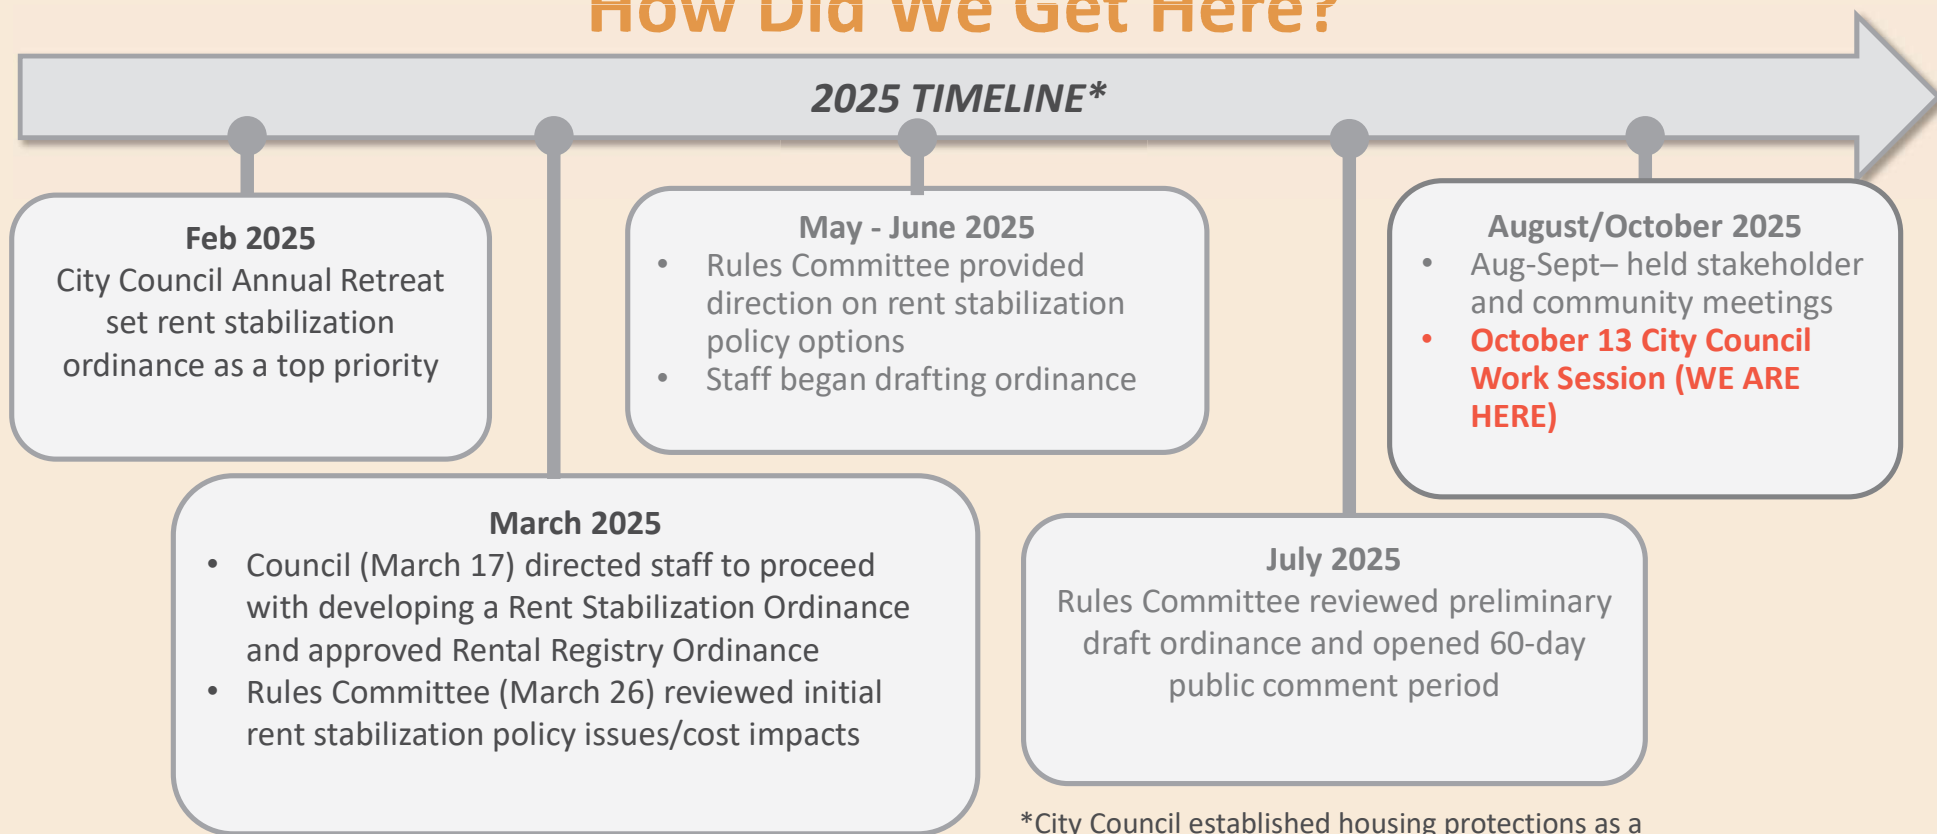 How Did We Get Here?
2025 TIMELINE*
Feb 2025
City Council Annual Retreat
set rent stabilization
ordinance as a top priority
March 2025
• Council (March 17) directed staff to proceed
with developing a Rent Stabilization Ordinance
and approved Rental Registry Ordinance
• Rules Committee (March 26) reviewed initial
rent stabilization policy issues/cost impacts
May - June 2025
• Rules Committee provided
direction on rent stabilization
policy options
• Staff began drafting ordinance
July 2025
Rules Committee reviewed preliminary
draft ordinance and opened 60-day
public comment period
August/October 2025
• Aug-Sept– held stakeholder
and community meetings
• October 13 City Council
Work Session (WE ARE
HERE)
*City Council established housing protections as a